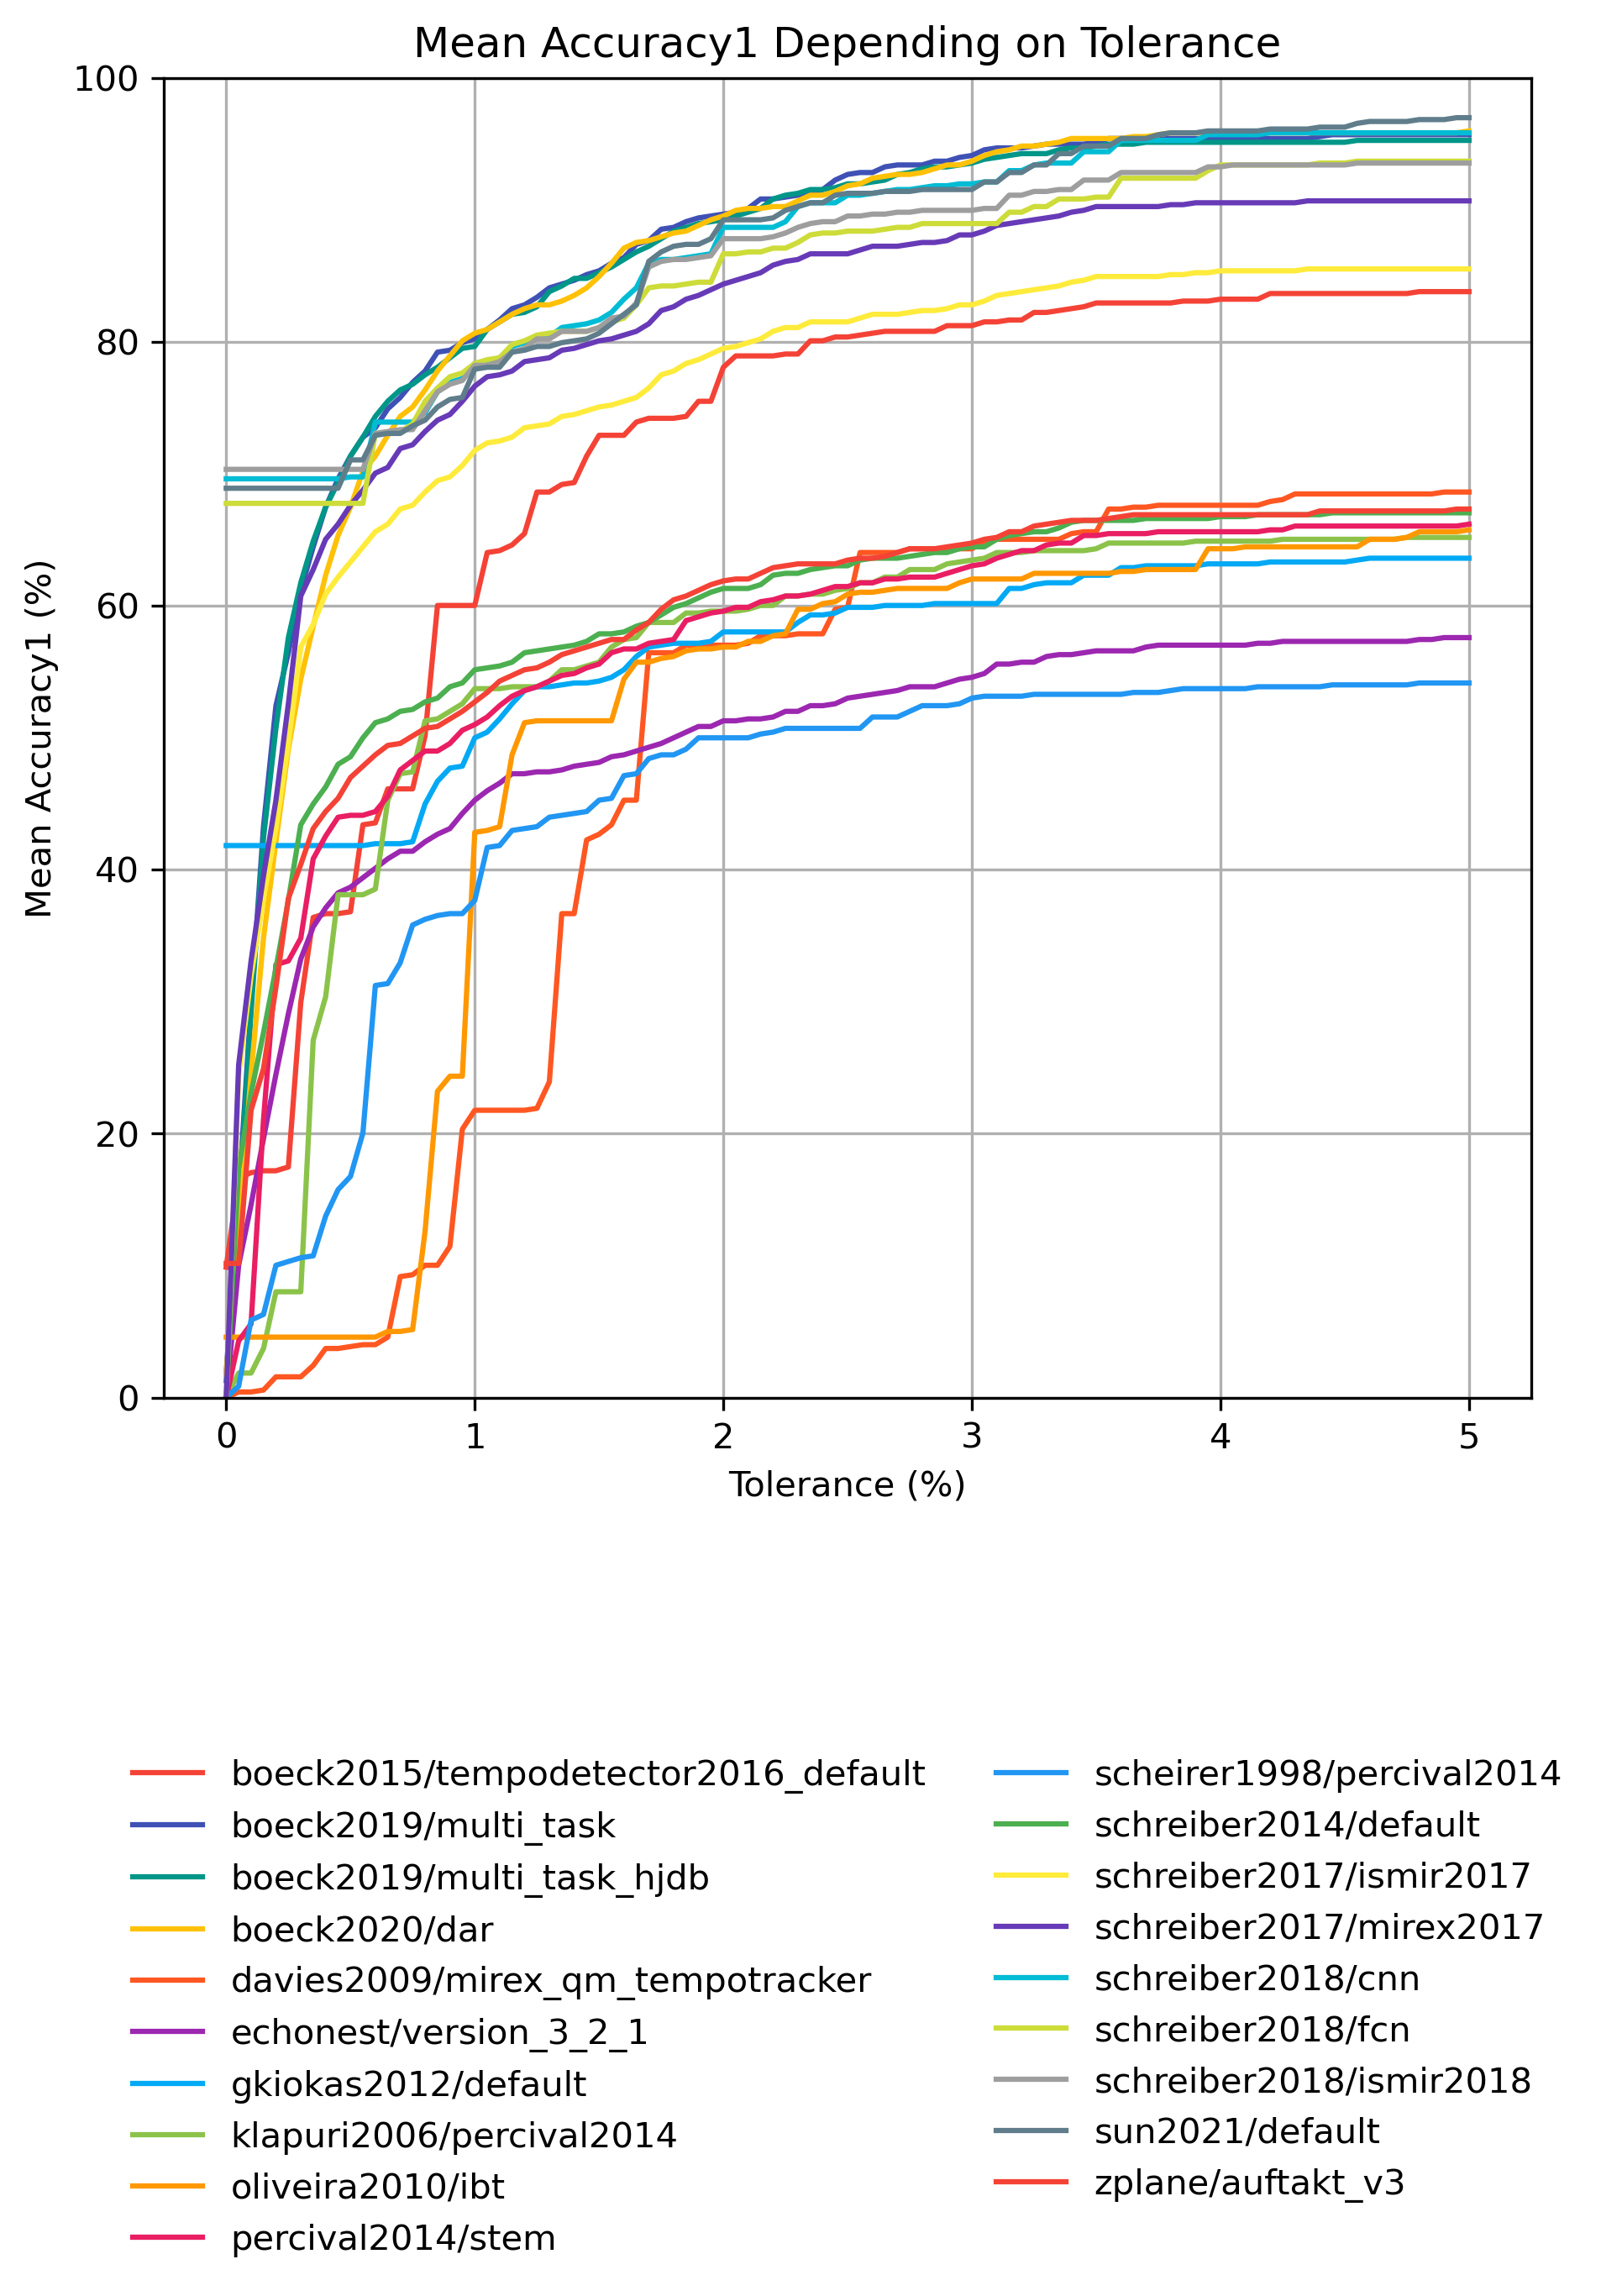 Mean Accuracy1 Depending on Tolerance
100
80
60
40
20
0
Mean Accuracy1 (%)
0 1 2 3 4 5
Tolerance (%)
boeck2015/tempodetector2016_default
boeck2019/multi_task
boeck2019/multi_task_hjdb
boeck2020/dar
davies2009/mirex_qm_tempotracker
echonest/version_3_2_1
gkiokas2012/default
klapuri2006/percival2014
oliveira2010/ibt
percival2014/stem
scheirer1998/percival2014
schreiber2014/default
schreiber2017/ismir2017
schreiber2017/mirex2017
schreiber2018/cnn
schreiber2018/fcn
schreiber2018/ismir2018
sun2021/default
zplane/auftakt_v3